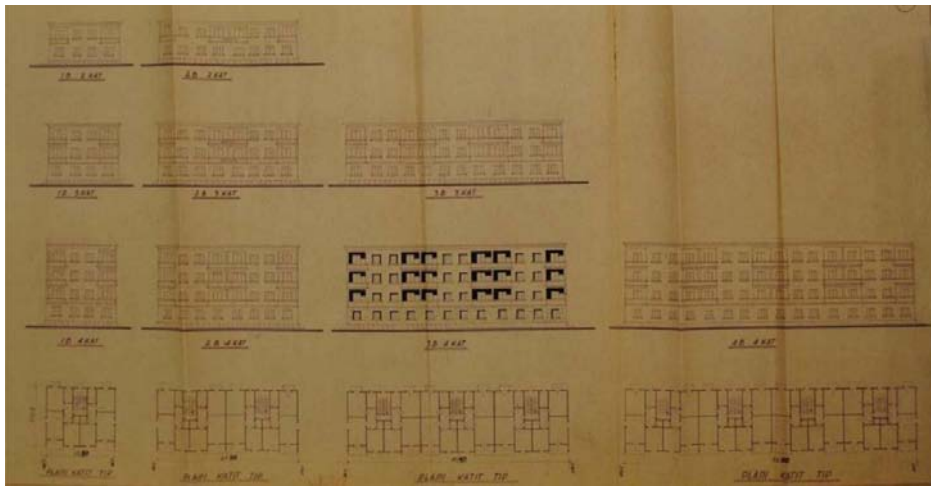 1.B. 2 KAT
2.B. 2 KAT
1.B. 3 KAT
2.B. 3 KAT
3.B. 3 KAT
1.B. 4 KAT
2.B. 4 KAT
3.B. 4 KAT
4.B. 4 KAT
PLANI KATIT TIP
PLANI KATIT TIP
PLANI KATIT TIP
PLANI KATIT TIP